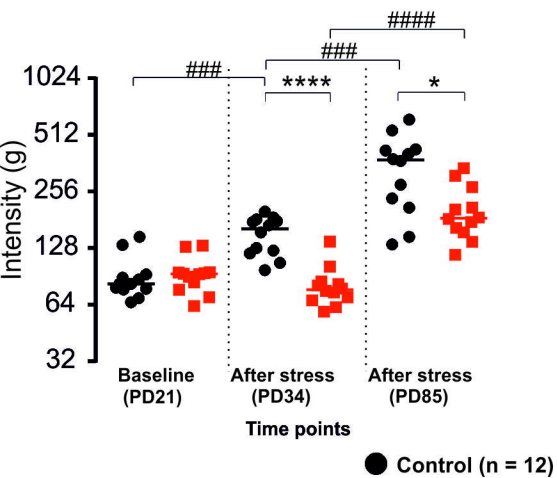 ####
###
###
****
*
1024
512
256
128
64
32
Intensity (g)
Baseline
(PD21)
After stress
(PD34)
After stress
(PD85)
Time points
Control (n = 12)